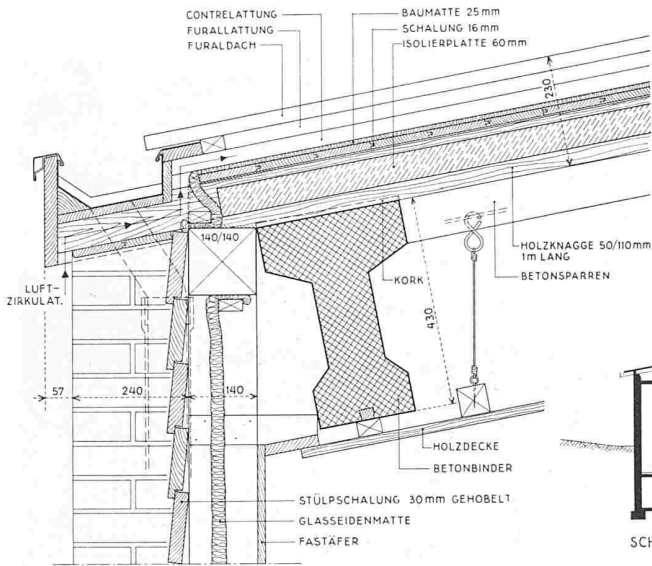 CONTRELATTUNG
FURALLATTUNG
FURALDACH
BAUMATTE 25mm
SCHALUNG 16mm
ISOLIERPLATTE 60mm
230
140/140
HOLZKNAGGE 50/110mm
1m LANG
BETONSPARREN
KORK
LUFT-
ZIRKULAT.
430
57
240
140
HOLZDECKE
BETONBINDER
STÜLPSCHALUNG 30mm GEHOBELT
GLASSEIDENMATTE
FASTÄFER
SCH